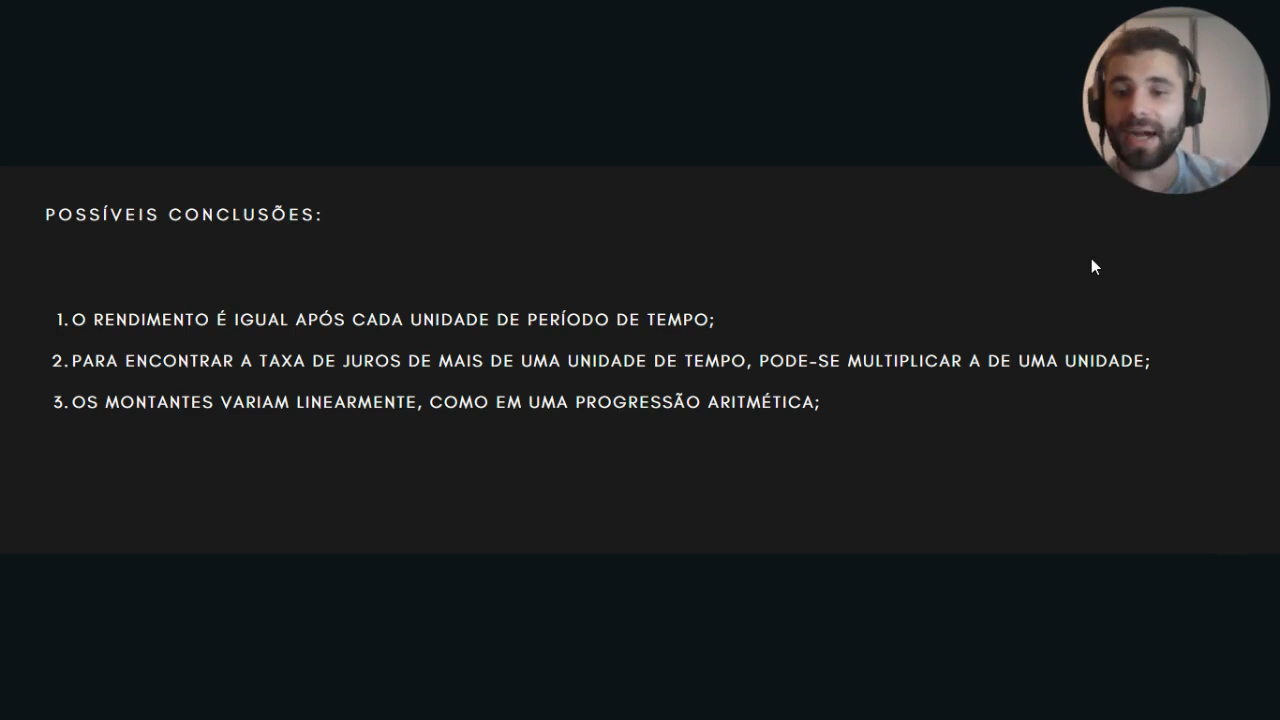 POSSÍVEIS CONCLUSÕES:
1. O RENDIMENTO É IGUAL APÓS CADA UNIDADE DE PERÍODO DE TEMPO;
2. PARA ENCONTRAR A TAXA DE JUROS DE MAIS DE UMA UNIDADE DE TEMPO, PODE-SE MULTIPLICAR A DE UMA UNIDADE;
3. OS MONTANTES VARIAM LINEARMENTE, COMO EM UMA PROGRESSÃO ARITMÉTICA;